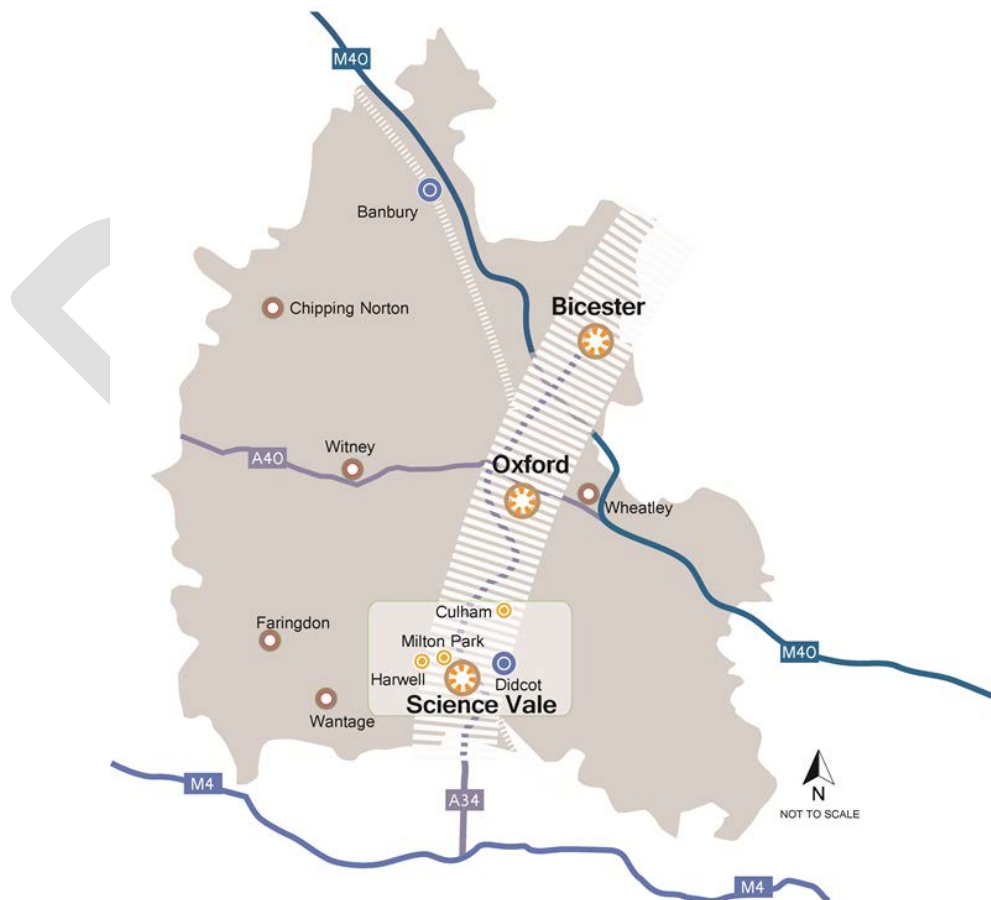 M40
Banbury
Chipping Norton
Bicester
Witney
A40
Oxford
Wheatley
Culham
Faringdon
Milton Park
Harwell
Didcot
Science Vale
Wantage
M40
M4
A34
N
NOT TO SCALE
M4